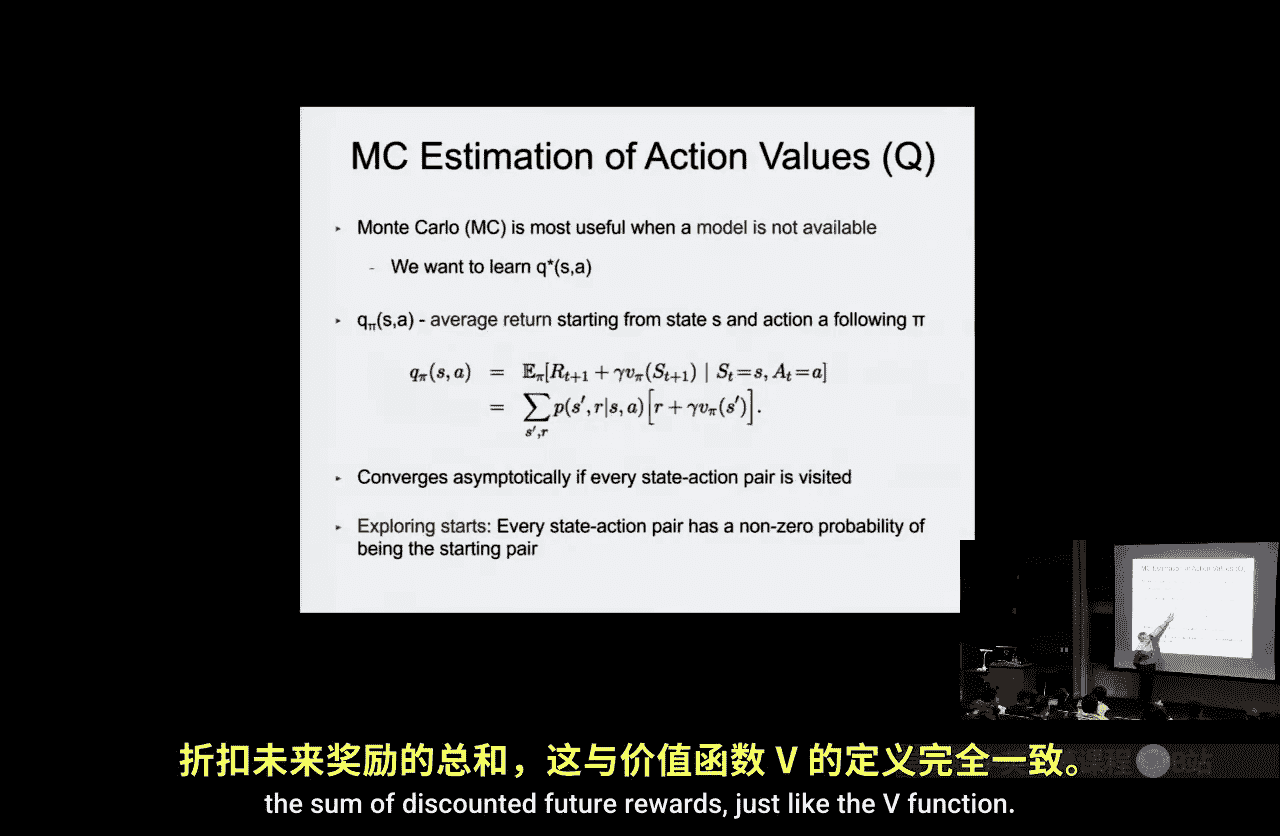 MC Estimation of Action Values (Q)
‣ Monte Carlo (MC) is most useful when a model is not available
- We want to learn q*(s,a)
‣ qπ(s,a) - average return starting from state s and action a following π
qπ(s, a) = 𝔼π[Rt+1 + γvπ(St+1) | St=s, At=a]
= ∑s′,r p(s′, r|s, a)[r + γvπ(s′)].
‣ Converges asymptotically if every state-action pair is visited
‣ Exploring starts: Every state-action pair has a non-zero probability of
being the starting pair
MC Estimation of Action Values (Q)
折扣未来奖励的总和，这与价值函数 V 的定义完全一致。
the sum of discounted future rewards, just like the V function.